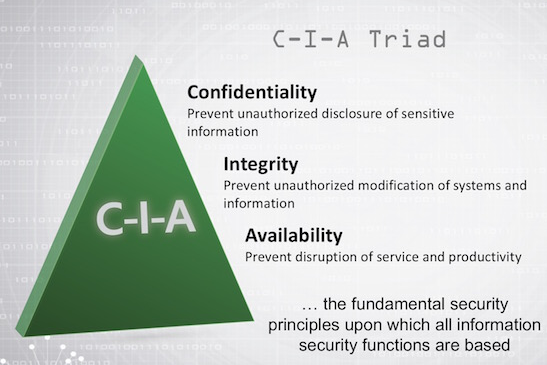 C-I-A Triad
Confidentiality
Prevent unauthorized disclosure of sensitive
information
Integrity
Prevent unauthorized modification of systems and
information
C-I-A
Availability
Prevent disruption of service and productivity
... the fundamental security
principles upon which all information
security functions are based